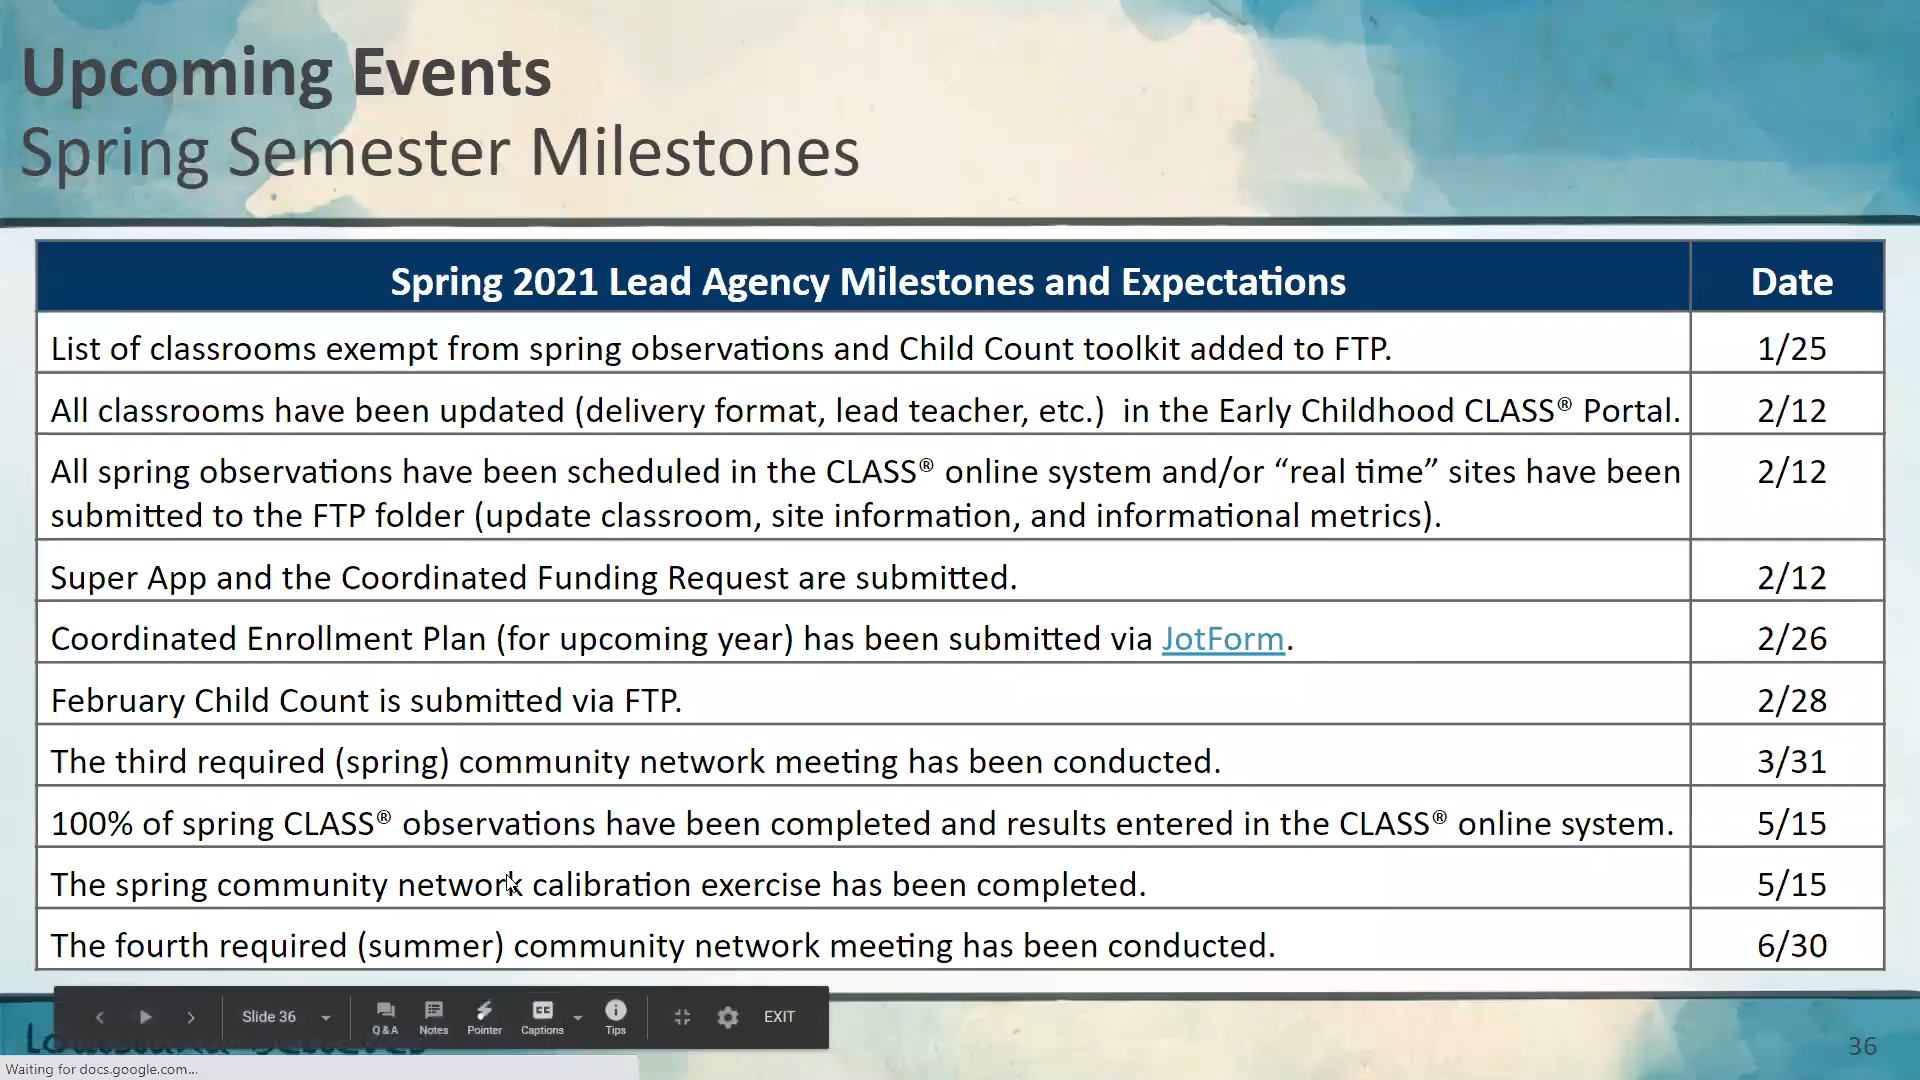 Upcoming Events
Spring Semester Milestones
Spring 2021 Lead Agency Milestones and Expectations Date
List of classrooms exempt from spring observations and Child Count toolkit added to FTP. 1/25
All classrooms have been updated (delivery format, lead teacher, etc.) in the Early Childhood CLASS® Portal. 2/12
All spring observations have been scheduled in the CLASS® online system and/or “real time” sites have been 2/12
submitted to the FTP folder (update classroom, site information, and informational metrics).
Super App and the Coordinated Funding Request are submitted. 2/12
Coordinated Enrollment Plan (for upcoming year) has been submitted via JotForm. 2/26
February Child Count is submitted via FTP. 2/28
The third required (spring) community network meeting has been conducted. 3/31
100% of spring CLASS® observations have been completed and results entered in the CLASS® online system. 5/15
The spring community network calibration exercise has been completed. 5/15
The fourth required (summer) community network meeting has been conducted. 6/30
Slide 36 Q&A Notes Pointer CC Captions Tips EXIT
36
Waiting for docs.google.com...